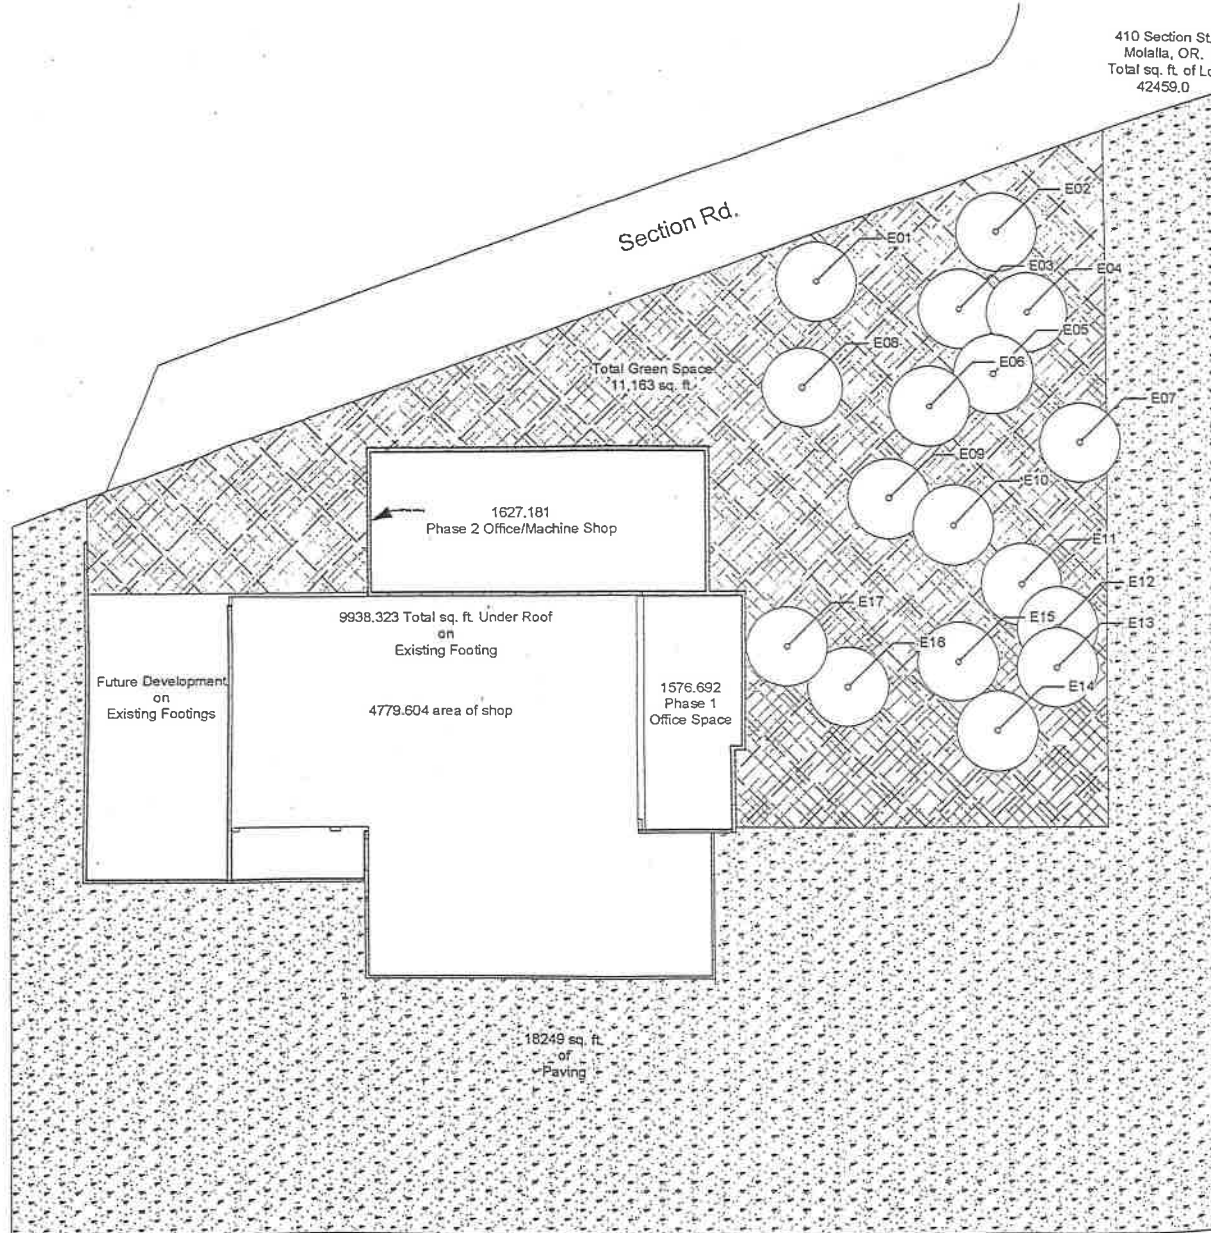 410 Section St.
Molalla, OR.
Total sq. ft. of Lo
42459.0
Section Rd.
E02
E01
E03
E04
E05
E08
E06
Total Green Space
11,163 sq. ft.
E07
E09
E10
1627.181
Phase 2 Office/Machine Shop
E11
E12
E17
E13
E15
E16
E14
9938.323 Total sq. ft. Under Roof
on
Existing Footing
4779.604 area of shop
Future Development
on
Existing Footings
1576.692
Phase 1
Office Space
18249 sq. ft.
of
Paving